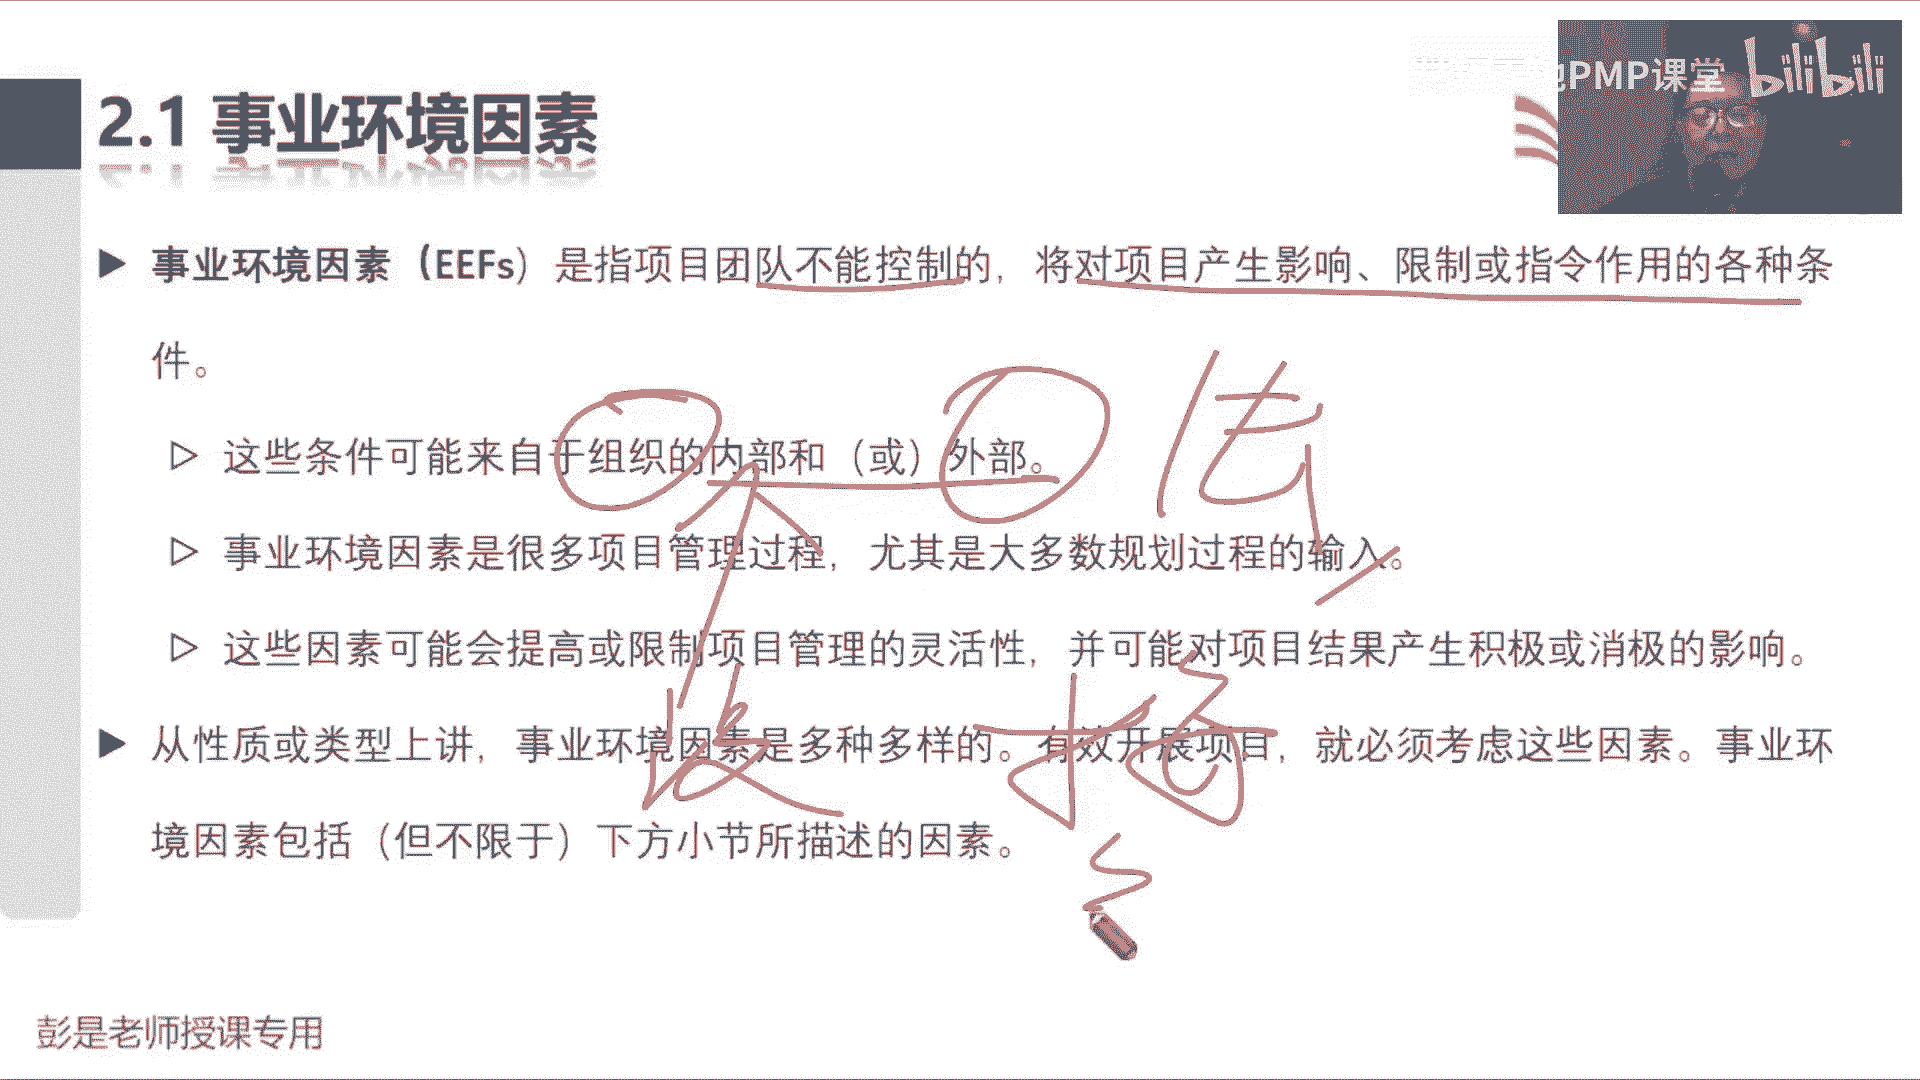 PMP课堂 bilibili
2.1 事业环境因素
事业环境因素（EEFs）是指项目团队不能控制的，将对项目产生影响、限制或指令作用的各种条
件。
这些条件可能来自于组织的内部和（或）外部。
事业环境因素是很多项目管理过程，尤其是大多数规划过程的输入。
这些因素可能会提高或限制项目管理的灵活性，并可能对项目结果产生积极或消极的影响。
从性质或类型上讲，事业环境因素是多种多样的。有效开展项目，就必须考虑这些因素。事业环
境因素包括（但不限于）下方小节所描述的因素。
彭是老师授课专用